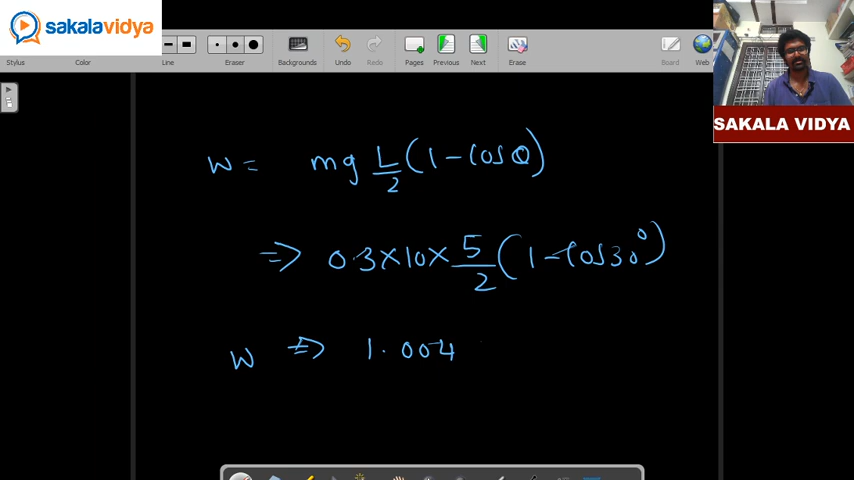 sakalavidya
Stylus Color Line Eraser Backgrounds Undo Redo Pages Previous Next Erase Board Web
SAKALA VIDYA
W = mg L/2 (1 - cos θ)
=> 0.3 × 10 × 5/2 (1 - cos 30°)
W => 1.004